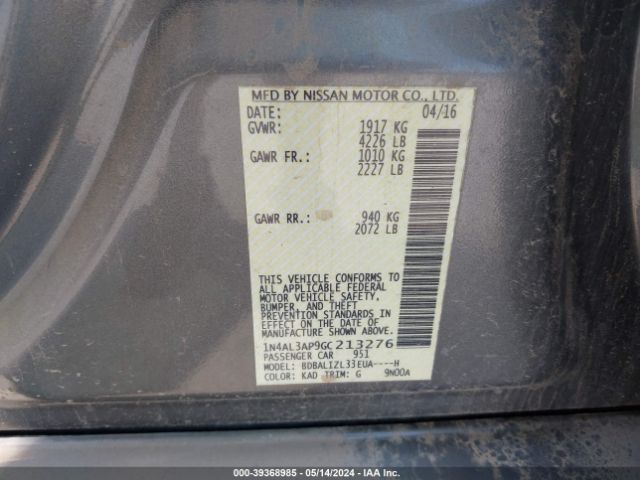 MFD BY NISSAN MOTOR CO., LTD.
DATE: 04/16
GVWR: 1917 KG
4226 LB
GAWR FR.: 1010 KG
2227 LB
GAWR RR.: 940 KG
2072 LB
THIS VEHICLE CONFORMS TO
ALL APPLICABLE FEDERAL
MOTOR VEHICLE SAFETY,
BUMPER, AND THEFT
PREVENTION STANDARDS
IN EFFECT ON THE DATE OF
MANUFACTURE SHOWN ABOVE.
1N4AL3AP9GC213276
PASSENGER CAR 951
MODEL: BDBALIZL33EUA----H
COLOR: KAD TRIM: G 9N00A
000-39368985 - 05/14/2024 - IAAI.COM